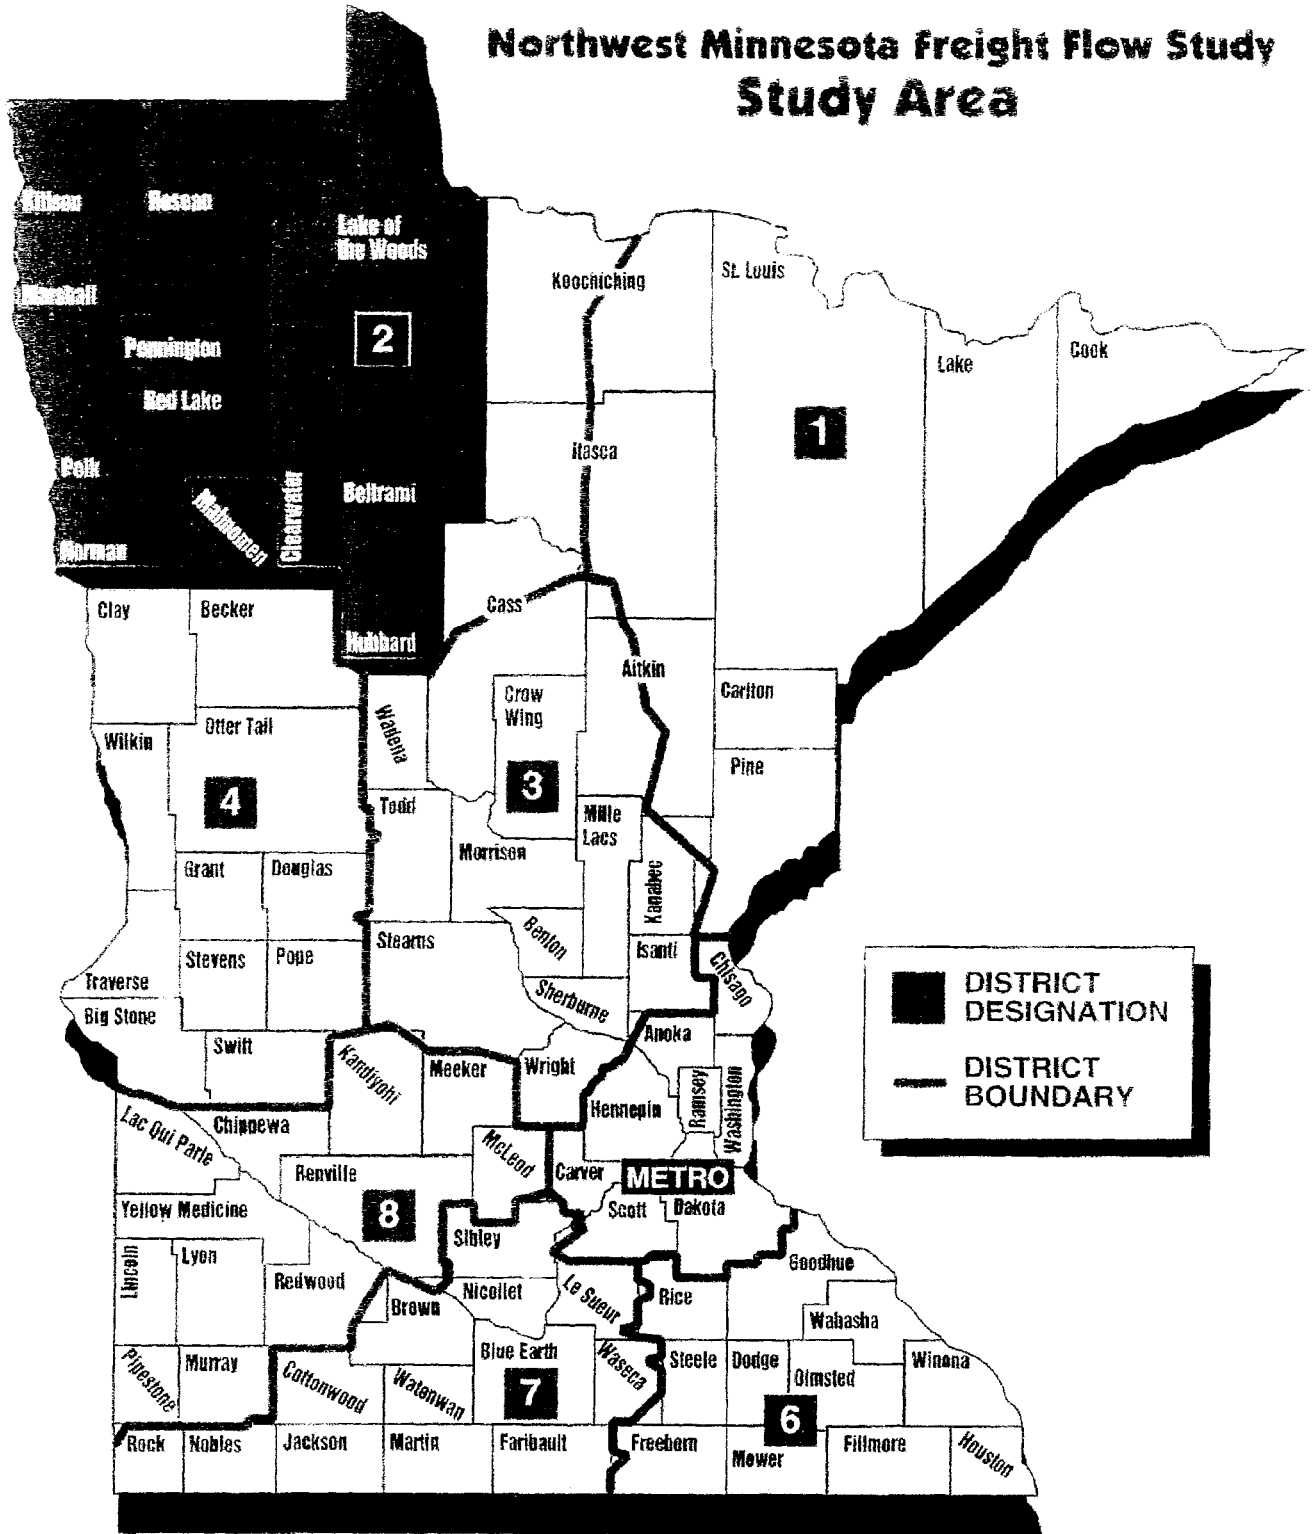 Northwest Minnesota Freight Flow Study
Study Area
Kittson
Roseau
Lake of
the Woods
Marshall
Pennington
2
Red Lake
Polk
Mahnomen
Clearwater
Beltrami
Norman
Hubbard
Koochiching
St. Louis
Lake
Cook
1
Itasca
Cass
Aitkin
Carlton
Pine
Clay
Becker
Otter Tail
Wilkin
4
Wadena
Crow
Wing
3
Todd
Mille
Lacs
Morrison
Kanabec
Grant
Douglas
Stevens
Pope
Stearns
Benton
Isanti
Chisago
Traverse
Big Stone
Sherburne
Swift
Kandiyohi
Meeker
Wright
Anoka
Hennepin
Ramsey
Washington
Chippewa
Lac Qui Parle
McLeod
Carver
METRO
Renville
8
Scott
Dakota
Yellow Medicine
Sibley
Lincoln
Lyon
Redwood
Brown
Nicollet
Le Sueur
Rice
Goodhue
Wabasha
Pipestone
Murray
Cottonwood
Watonwan
Blue Earth
7
Waseca
Steele
Dodge
Olmsted
6
Winona
Rock
Nobles
Jackson
Martin
Faribault
Freeborn
Mower
Fillmore
Houston
DISTRICT
DESIGNATION
DISTRICT
BOUNDARY